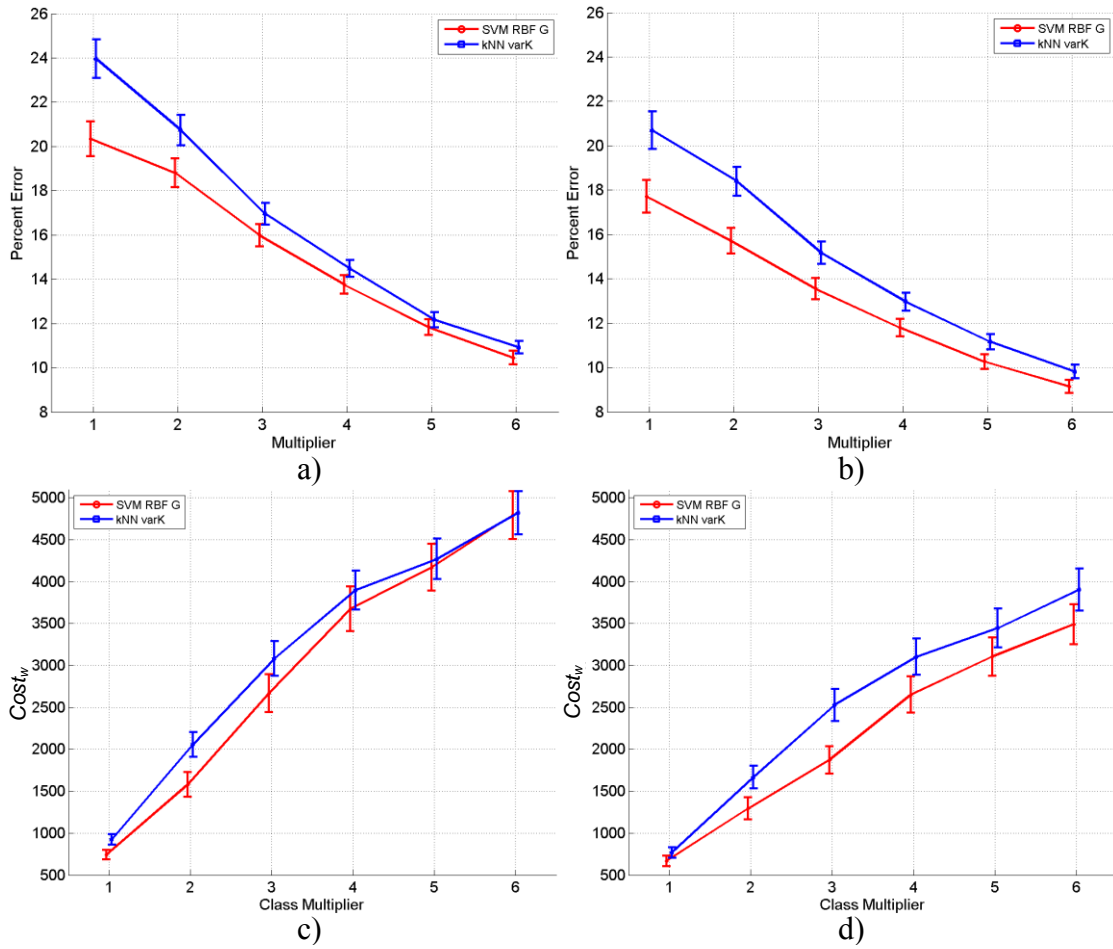 26
24
22
20
18
16
14
12
10
8
Percent Error
SVM RBF G
kNN varK
1 2 3 4 5 6
Multiplier
a)
26
24
22
20
18
16
14
12
10
8
Percent Error
SVM RBF G
kNN varK
1 2 3 4 5 6
Multiplier
b)
5000
4500
4000
3500
3000
2500
2000
1500
1000
500
Cost_w
SVM RBF G
kNN varK
1 2 3 4 5 6
Class Multiplier
c)
5000
4500
4000
3500
3000
2500
2000
1500
1000
500
Cost_w
SVM RBF G
kNN varK
1 2 3 4 5 6
Class Multiplier
d)